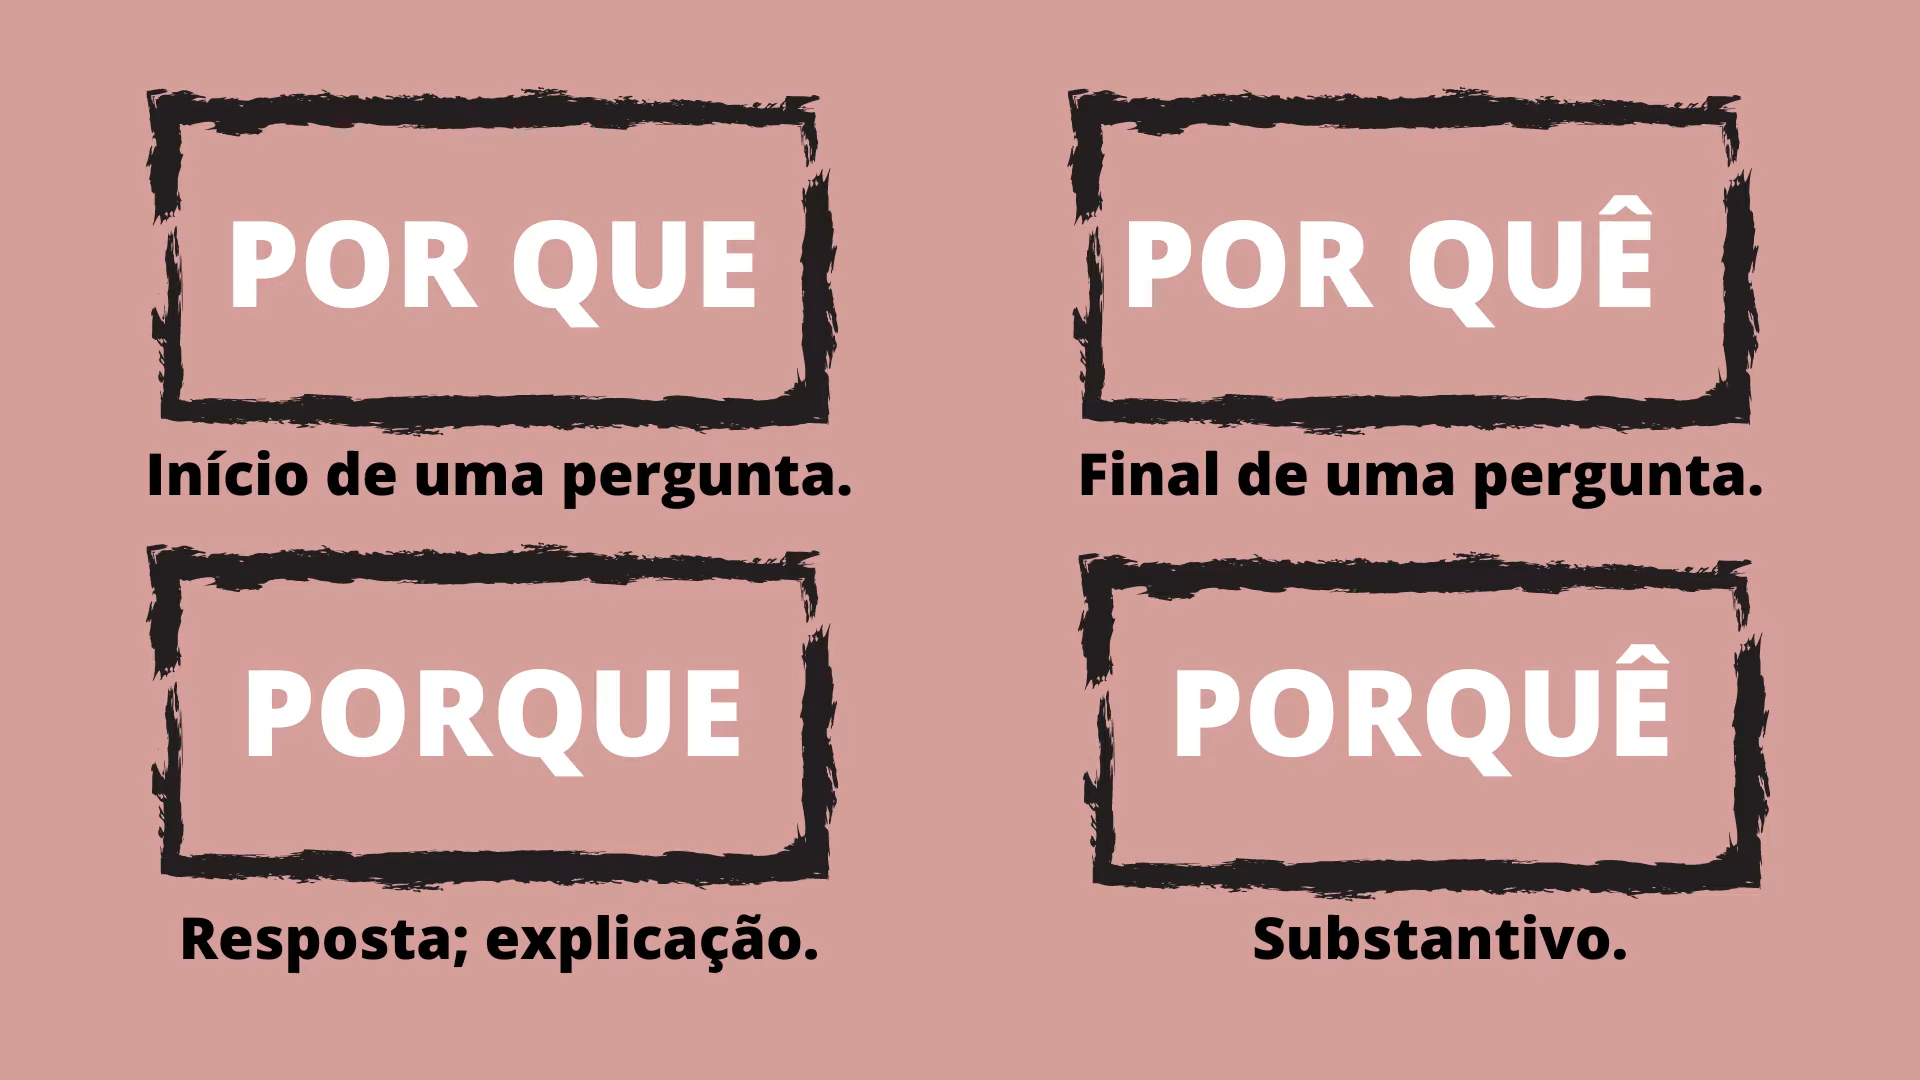 POR QUE
Início de uma pergunta.
POR QUÊ
Final de uma pergunta.
PORQUE
Resposta; explicação.
PORQUÊ
Substantivo.